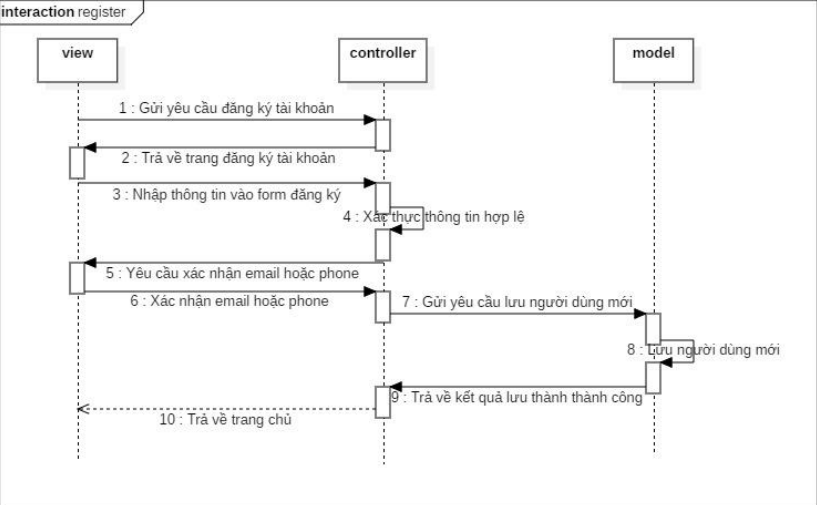 interaction register
view
controller
model
1 : Gửi yêu cầu đăng ký tài khoản
2 : Trả về trang đăng ký tài khoản
3 : Nhập thông tin vào form đăng ký
4 : Xác thực thông tin hợp lệ
5 : Yêu cầu xác nhận email hoặc phone
6 : Xác nhận email hoặc phone
7 : Gửi yêu cầu lưu người dùng mới
8 : Lưu người dùng mới
9 : Trả về kết quả lưu thành thành công
10 : Trả về trang chủ